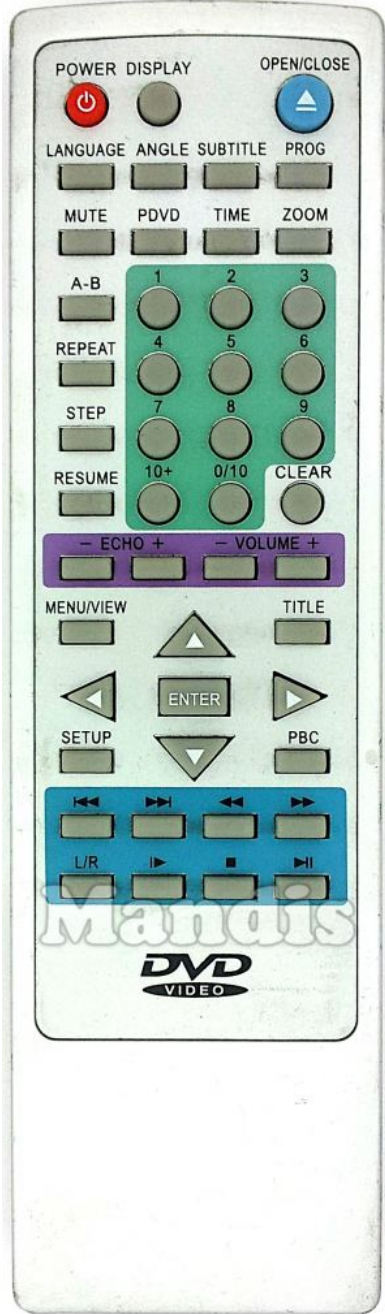 POWER DISPLAY OPEN/CLOSE
LANGUAGE ANGLE SUBTITLE PROG
MUTE PDVD TIME ZOOM
A-B 1 2 3
REPEAT 4 5 6
STEP 7 8 9
RESUME 10+ 0/10 CLEAR
- ECHO + - VOLUME +
MENU/VIEW TITLE
ENTER
SETUP PBC
L/R
Mandis
DVD
VIDEO